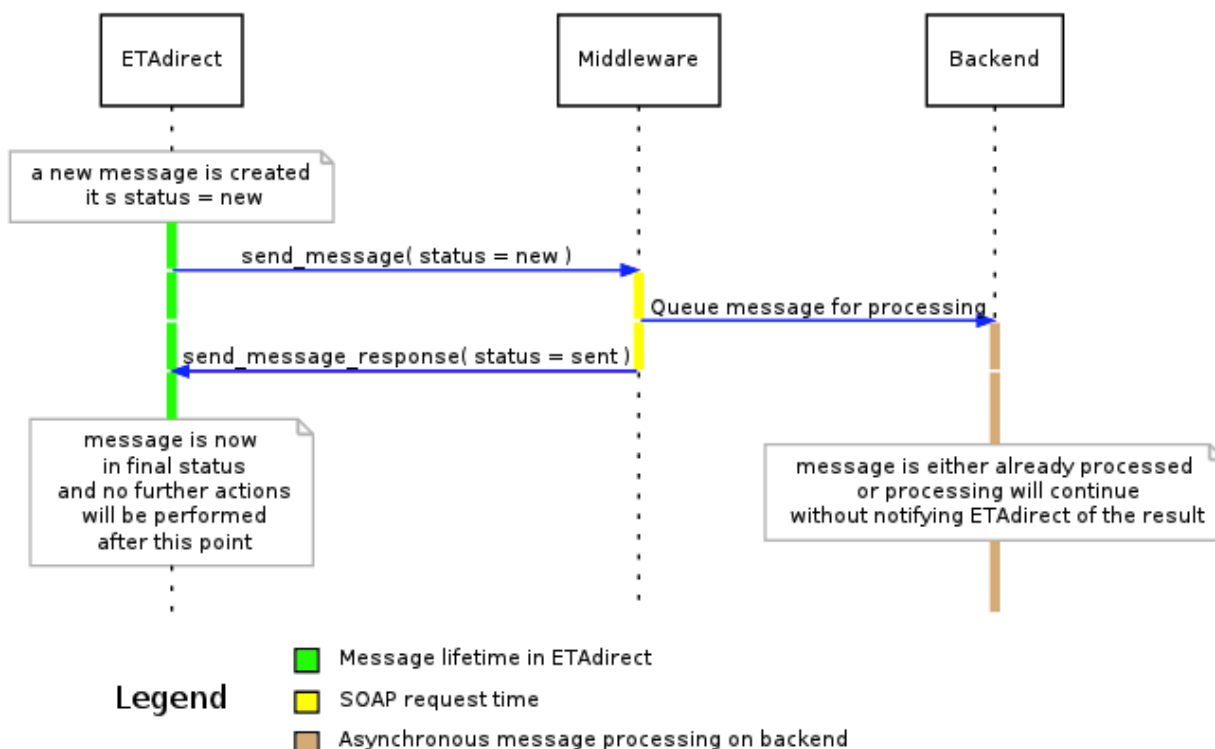 ETAdirect
Middleware
Backend
a new message is created
it s status = new
send_message( status = new )
Queue message for processing
send_message_response( status = sent )
message is now
in final status
and no further actions
will be performed
after this point
message is either already processed
or processing will continue
without notifying ETAdirect of the result
Legend
Message lifetime in ETAdirect
SOAP request time
Asynchronous message processing on backend